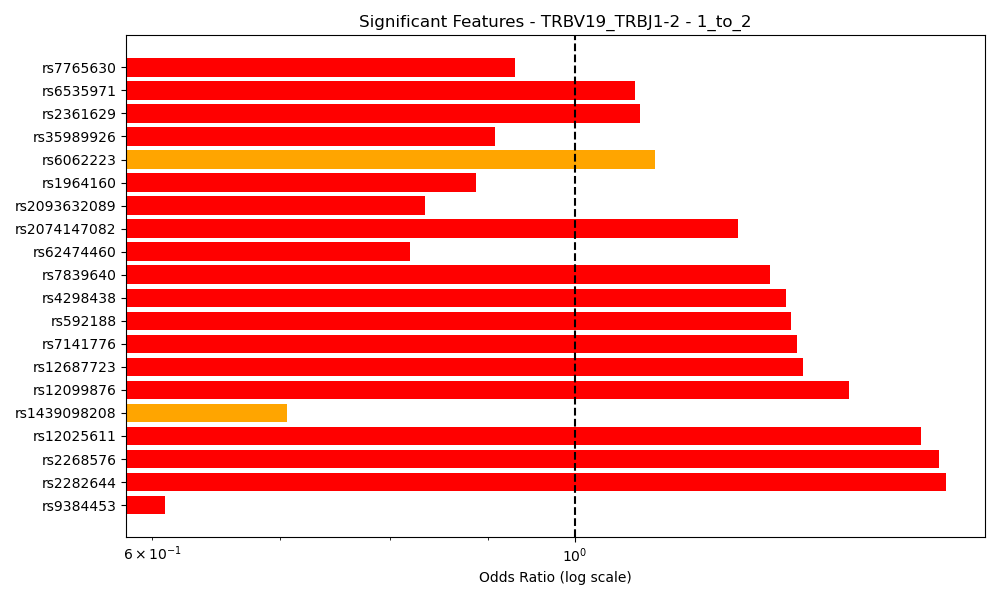 Significant Features - TRBV19_TRBJ1-2 - 1_to_2
rs7765630
rs6535971
rs2361629
rs35989926
rs6062223
rs1964160
rs2093632089
rs2074147082
rs62474460
rs7839640
rs4298438
rs592188
rs7141776
rs12687723
rs12099876
rs1439098208
rs12025611
rs2268576
rs2282644
rs9384453
6 × 10⁻¹ 10⁰
Odds Ratio (log scale)